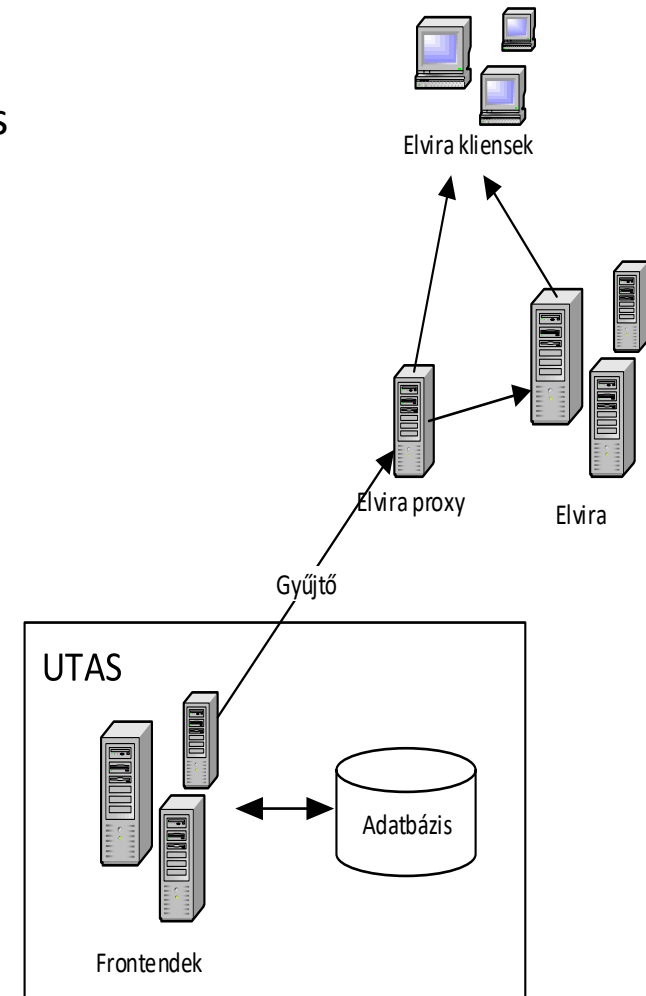 s
Elvira kliensek
Elvira proxy
Elvira
Gyűjtő
UTAS
Adatbázis
Frontendek